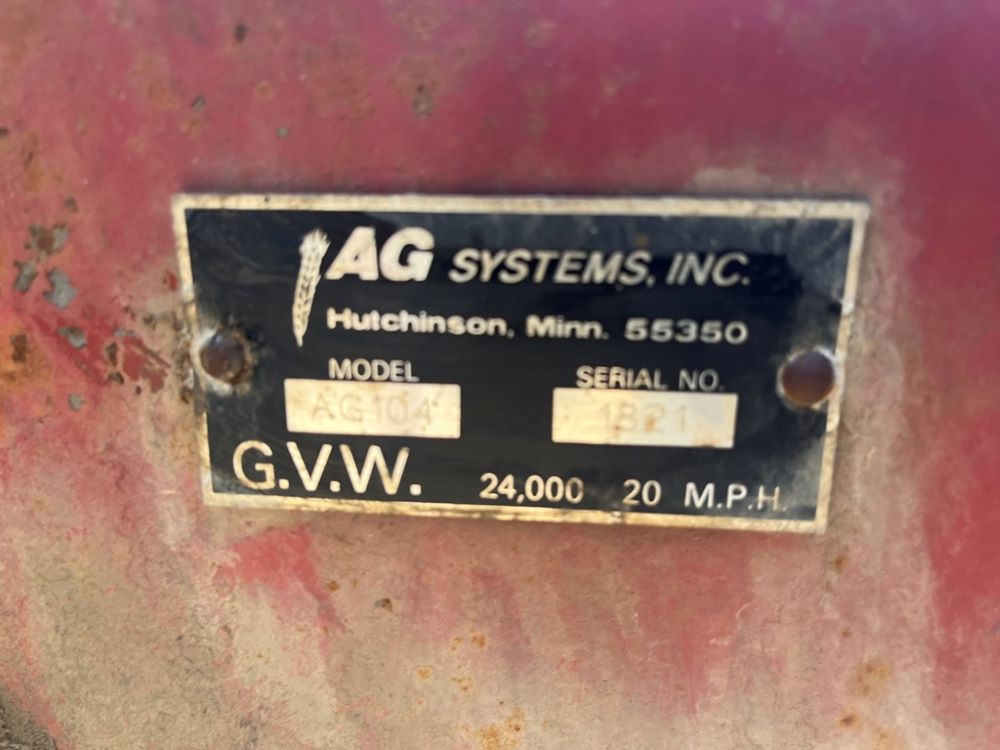 AG SYSTEMS, INC.
Hutchinson, Minn. 55350
MODEL SERIAL NO.
AG104 1821
G.V.W. 24,000 20 M.P.H.